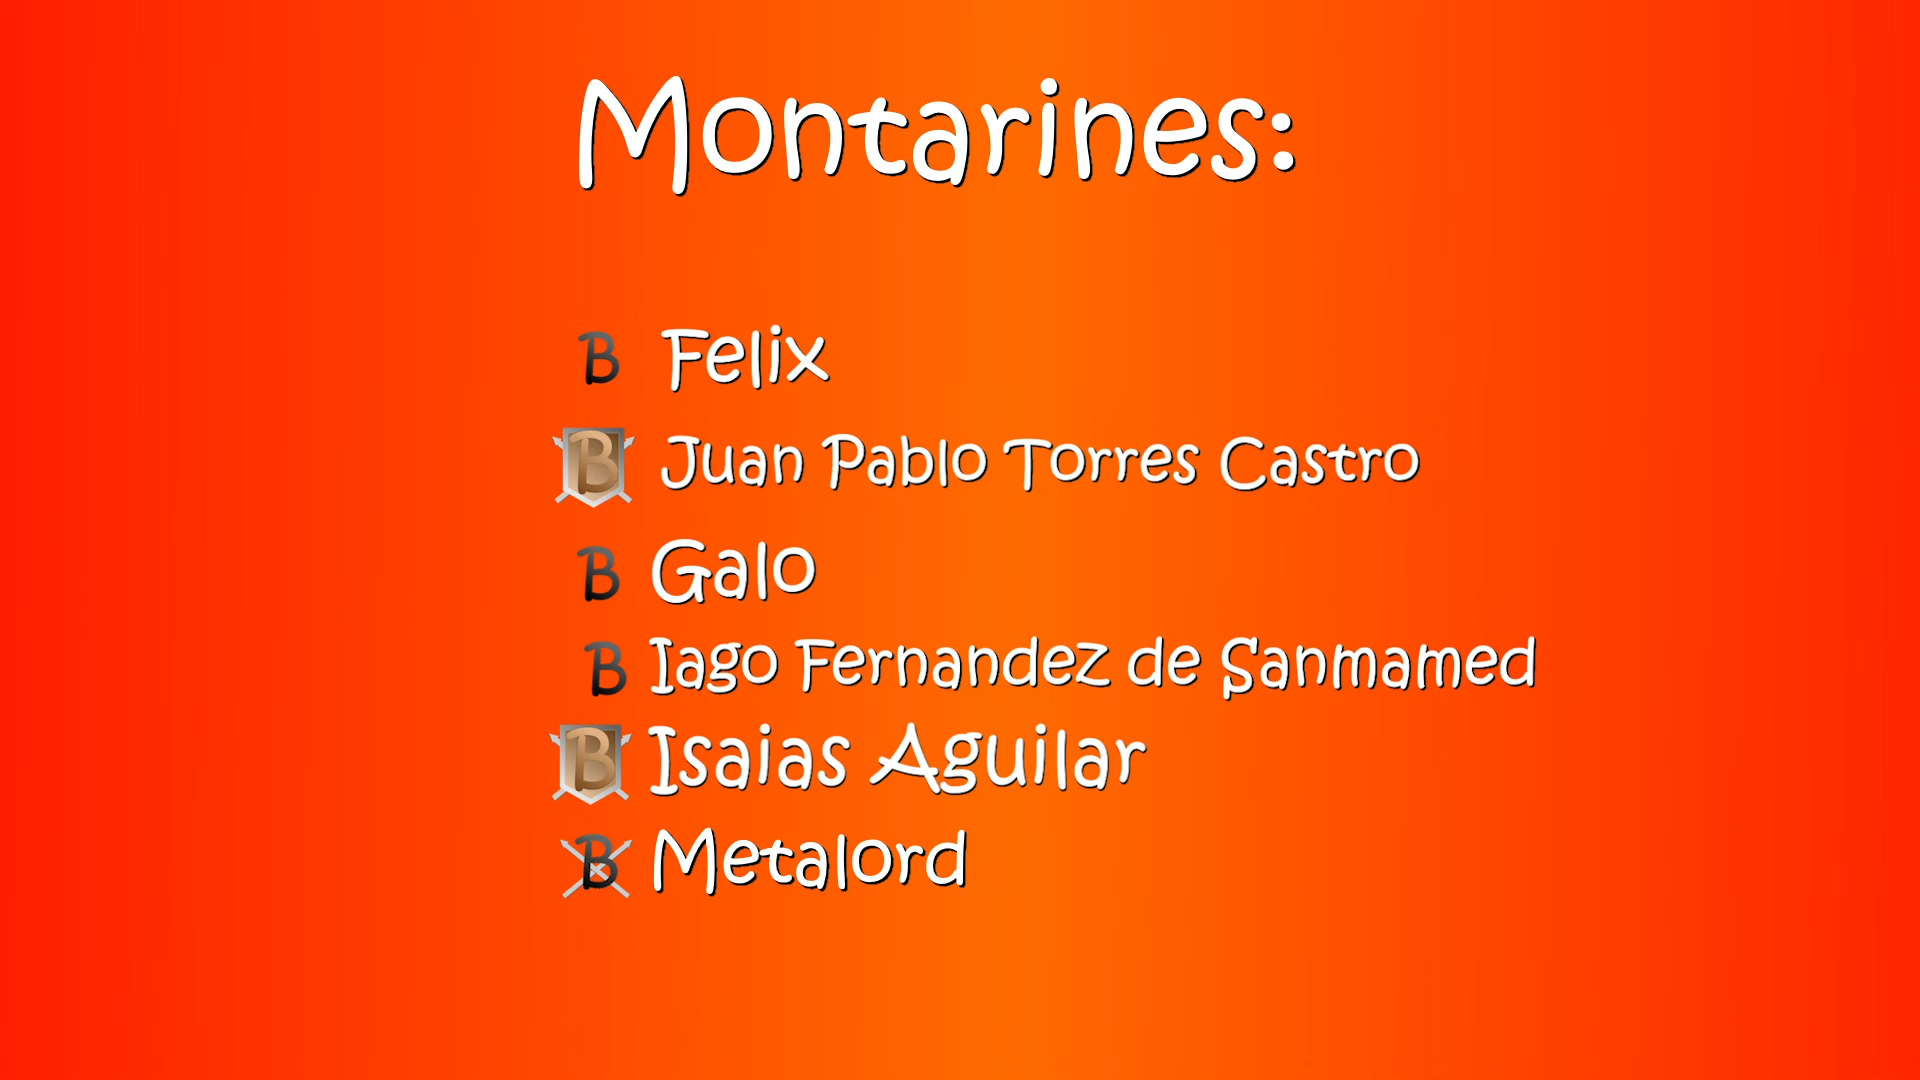 Montarines:
B Felix
B Juan Pablo Torres Castro
B Galo
B Iago Fernandez de Sanmamed
B Isaias Aguilar
B Metalord